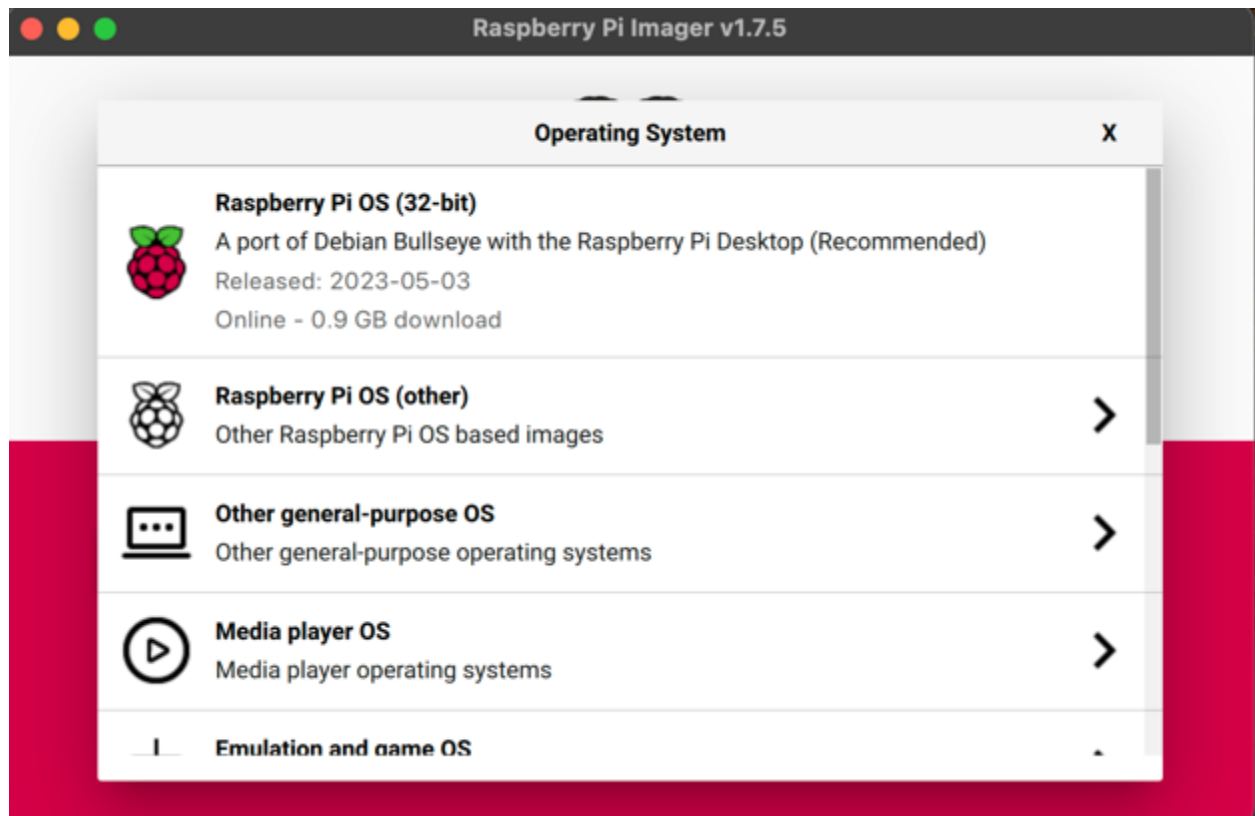 Raspberry Pi Imager v1.7.5
Operating System X
Raspberry Pi OS (32-bit)
A port of Debian Bullseye with the Raspberry Pi Desktop (Recommended)
Released: 2023-05-03
Online - 0.9 GB download
Raspberry Pi OS (other)
Other Raspberry Pi OS based images
Other general-purpose OS
Other general-purpose operating systems
Media player OS
Media player operating systems
Emulation and game OS